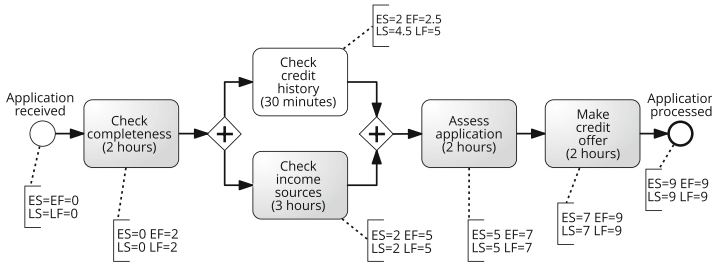 ES=2 EF=2.5
LS=4.5 LF=5
Check
credit
history
(30 minutes)
Application
received
Check
completeness
(2 hours)
Assess
application
(2 hours)
Make
credit
offer
(2 hours)
Application
processed
Check
income
sources
(3 hours)
ES=EF=0
LS=LF=0
ES=0 EF=2
LS=0 LF=2
ES=2 EF=5
LS=2 LF=5
ES=5 EF=7
LS=5 LF=7
ES=7 EF=9
LS=7 LF=9
ES=9 EF=9
LS=9 LF=9